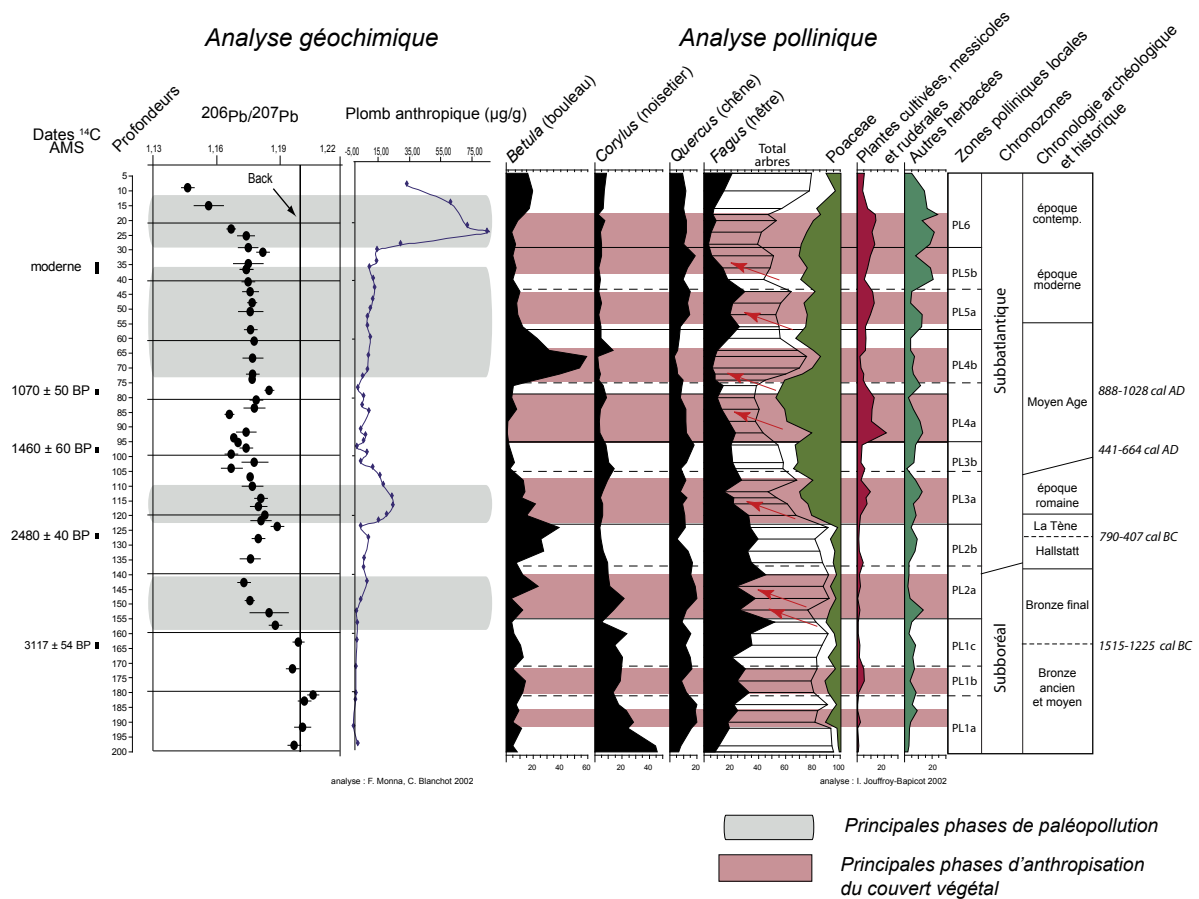 Analyse géochimique
Analyse pollinique
Dates ¹⁴C
AMS
Profondeurs
²⁰⁶Pb/²⁰⁷Pb
Plomb anthropique (µg/g)
Betula (bouleau)
Corylus (noisetier)
Quercus (chêne)
Fagus (hêtre)
Total
arbres
Poaceae
Plantes cultivées, messicoles
et rudérales
Autres herbacées
Zones polliniques locales
Chronozones
Chronologie archéologique
et historique
1,13 1,16 1,19 1,22
-5,00 15,00 35,00 55,00 75,00
Back
5
10
15
20
25
30
35
40
45
50
55
60
65
70
75
80
85
90
95
100
105
110
115
120
125
130
135
140
145
150
155
160
165
170
175
180
185
190
195
200
moderne
1070 ± 50 BP
1460 ± 60 BP
2480 ± 40 BP
3117 ± 54 BP
PL6
PL5b
PL5a
PL4b
PL4a
PL3b
PL3a
PL2b
PL2a
PL1c
PL1b
PL1a
Subbatlantique
Subboréal
époque
contemp.
époque
moderne
Moyen Age
époque
romaine
La Tène
Hallstatt
Bronze final
Bronze
ancien
et moyen
888-1028 cal AD
441-664 cal AD
790-407 cal BC
1515-1225 cal BC
20 40 60
20 40
20
20 40 60 80 100
20
20
analyse : F. Monna, C. Blanchot 2002
analyse : I. Jouffroy-Bapicot 2002
Principales phases de paléopollution
Principales phases d'anthropisation
du couvert végétal